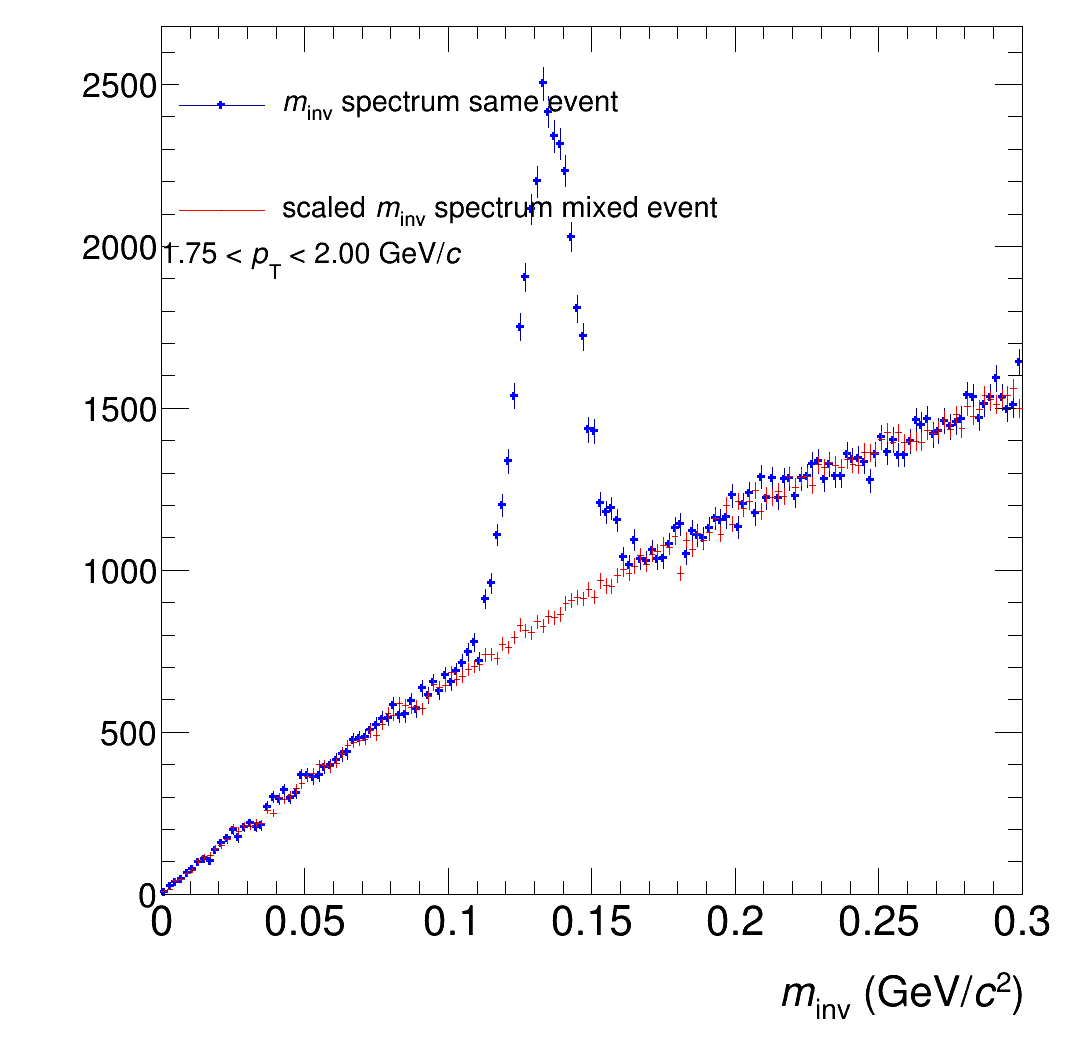 2500
m_inv spectrum same event
scaled m_inv spectrum mixed event
2000
1.75 < p_T < 2.00 GeV/c
1500
1000
500
0
0 0.05 0.1 0.15 0.2 0.25 0.3
m_inv (GeV/c²)